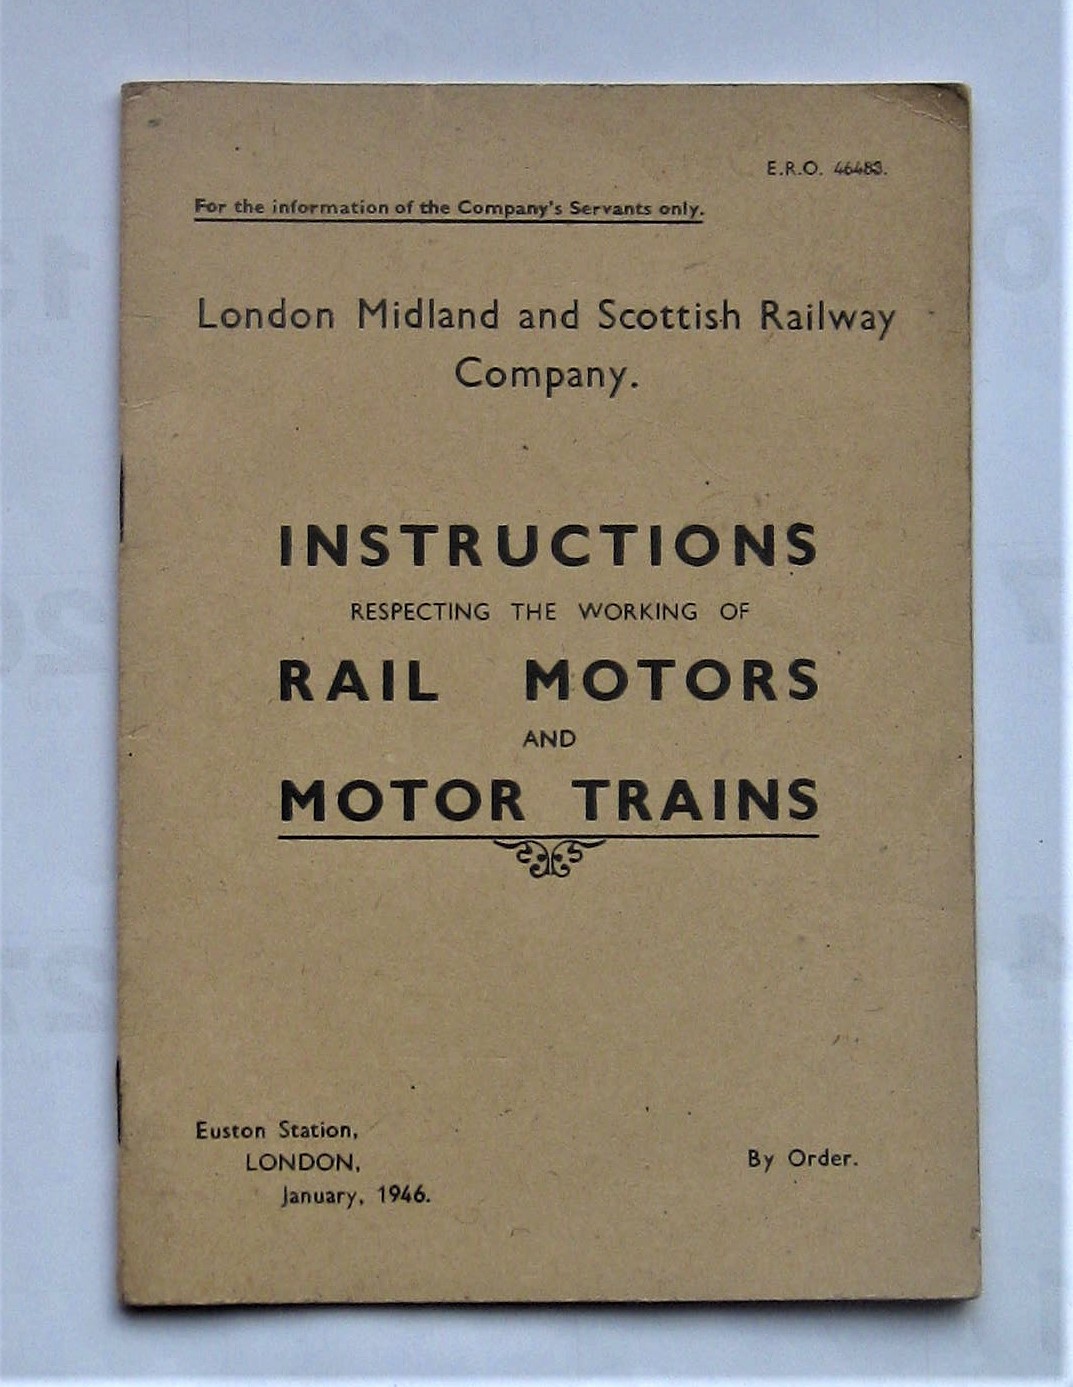 E.R.O. 46483.
For the information of the Company's Servants only.
London Midland and Scottish Railway
Company.
INSTRUCTIONS
RESPECTING THE WORKING OF
RAIL MOTORS
AND
MOTOR TRAINS
Euston Station,
LONDON,
January, 1946.
By Order.